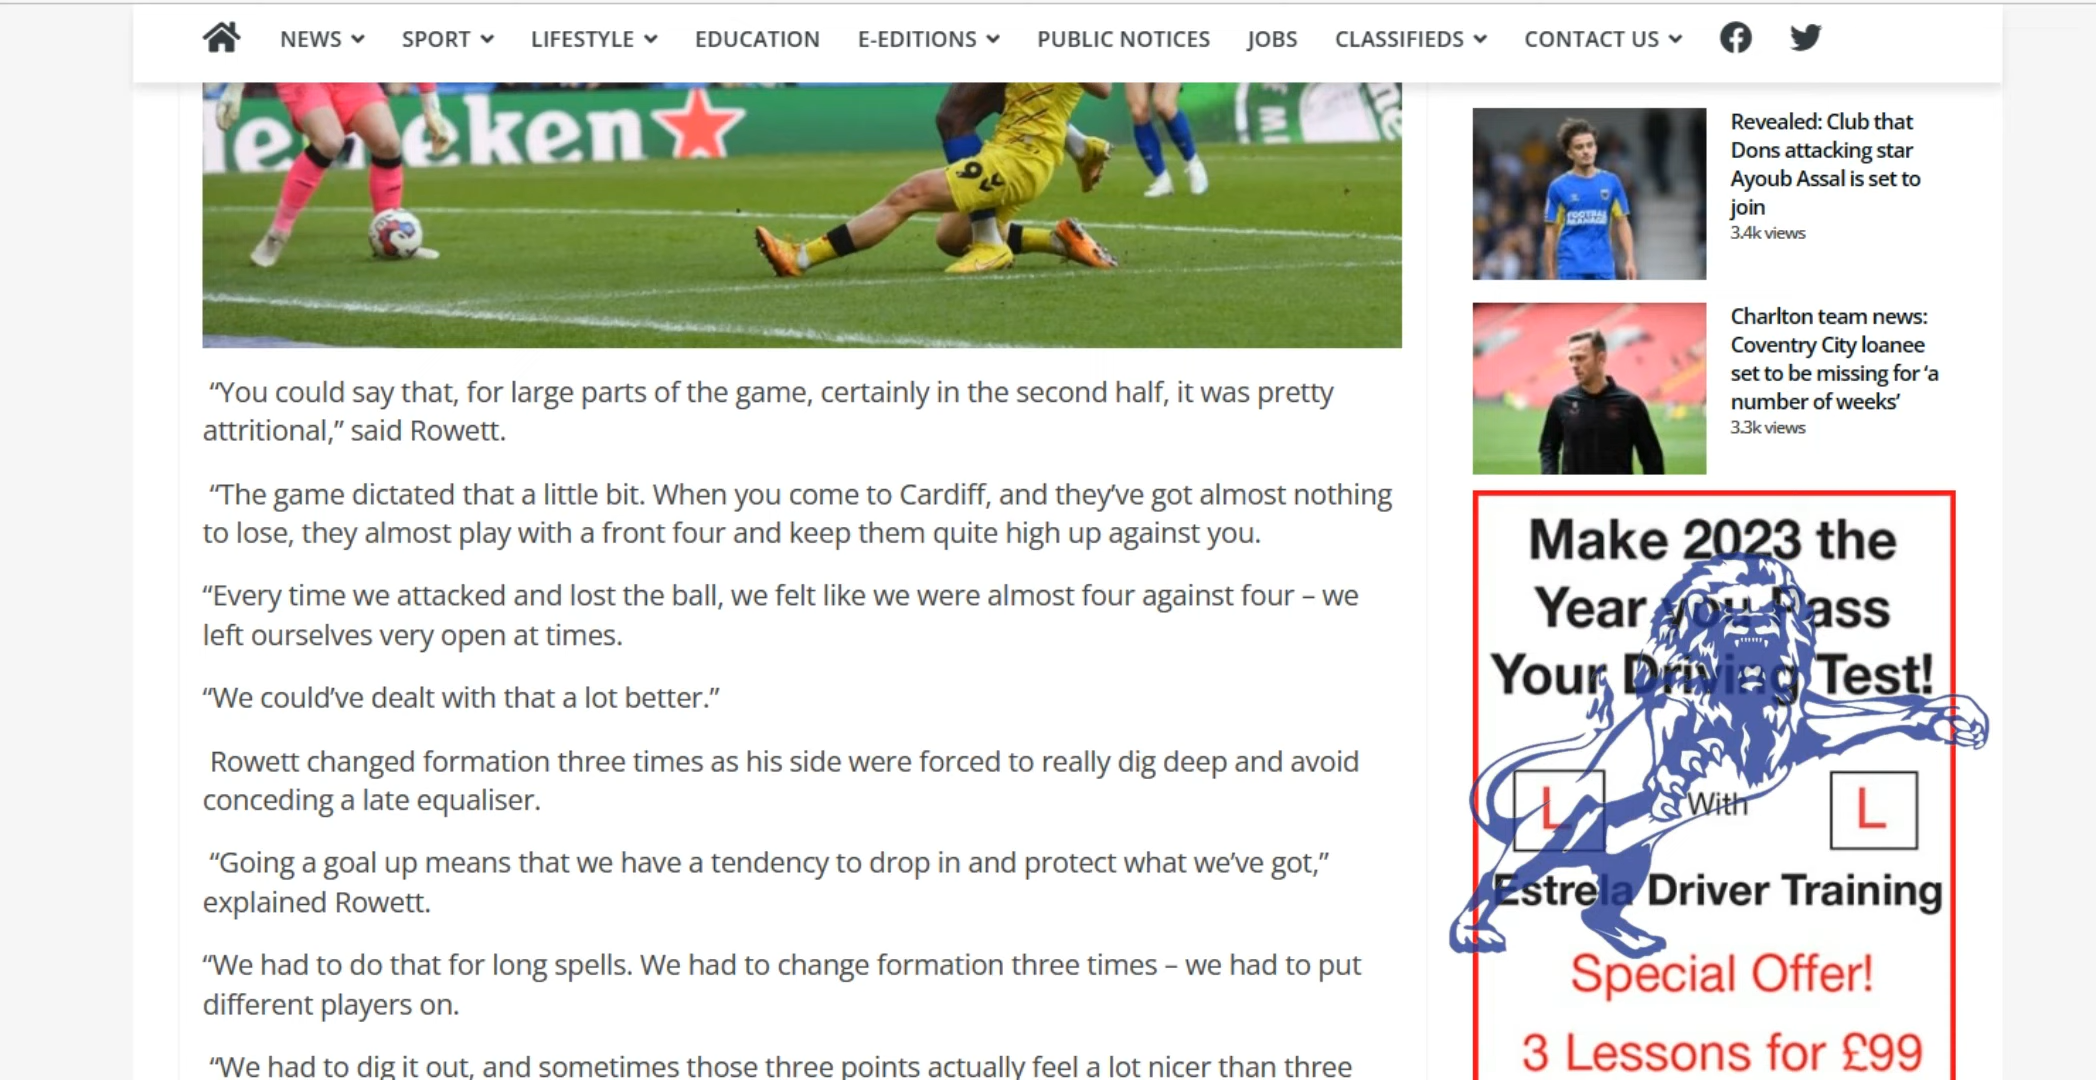 NEWS SPORT LIFESTYLE EDUCATION E-EDITIONS PUBLIC NOTICES JOBS CLASSIFIEDS CONTACT US
eken
9
“You could say that, for large parts of the game, certainly in the second half, it was pretty
attritional,” said Rowett.
“The game dictated that a little bit. When you come to Cardiff, and they’ve got almost nothing
to lose, they almost play with a front four and keep them quite high up against you.
“Every time we attacked and lost the ball, we felt like we were almost four against four – we
left ourselves very open at times.
“We could’ve dealt with that a lot better.”
Rowett changed formation three times as his side were forced to really dig deep and avoid
conceding a late equaliser.
“Going a goal up means that we have a tendency to drop in and protect what we’ve got,”
explained Rowett.
“We had to do that for long spells. We had to change formation three times – we had to put
different players on.
“We had to dig it out, and sometimes those three points actually feel a lot nicer than three
Revealed: Club that
Dons attacking star
Ayoub Assal is set to
join
3.4k views
FOOTBALL
MANAGER
Charlton team news:
Coventry City loanee
set to be missing for ‘a
number of weeks’
3.3k views
Make 2023 the
Year you Pass
Your Driving Test!
L With L
Estrela Driver Training
Special Offer!
3 Lessons for £99